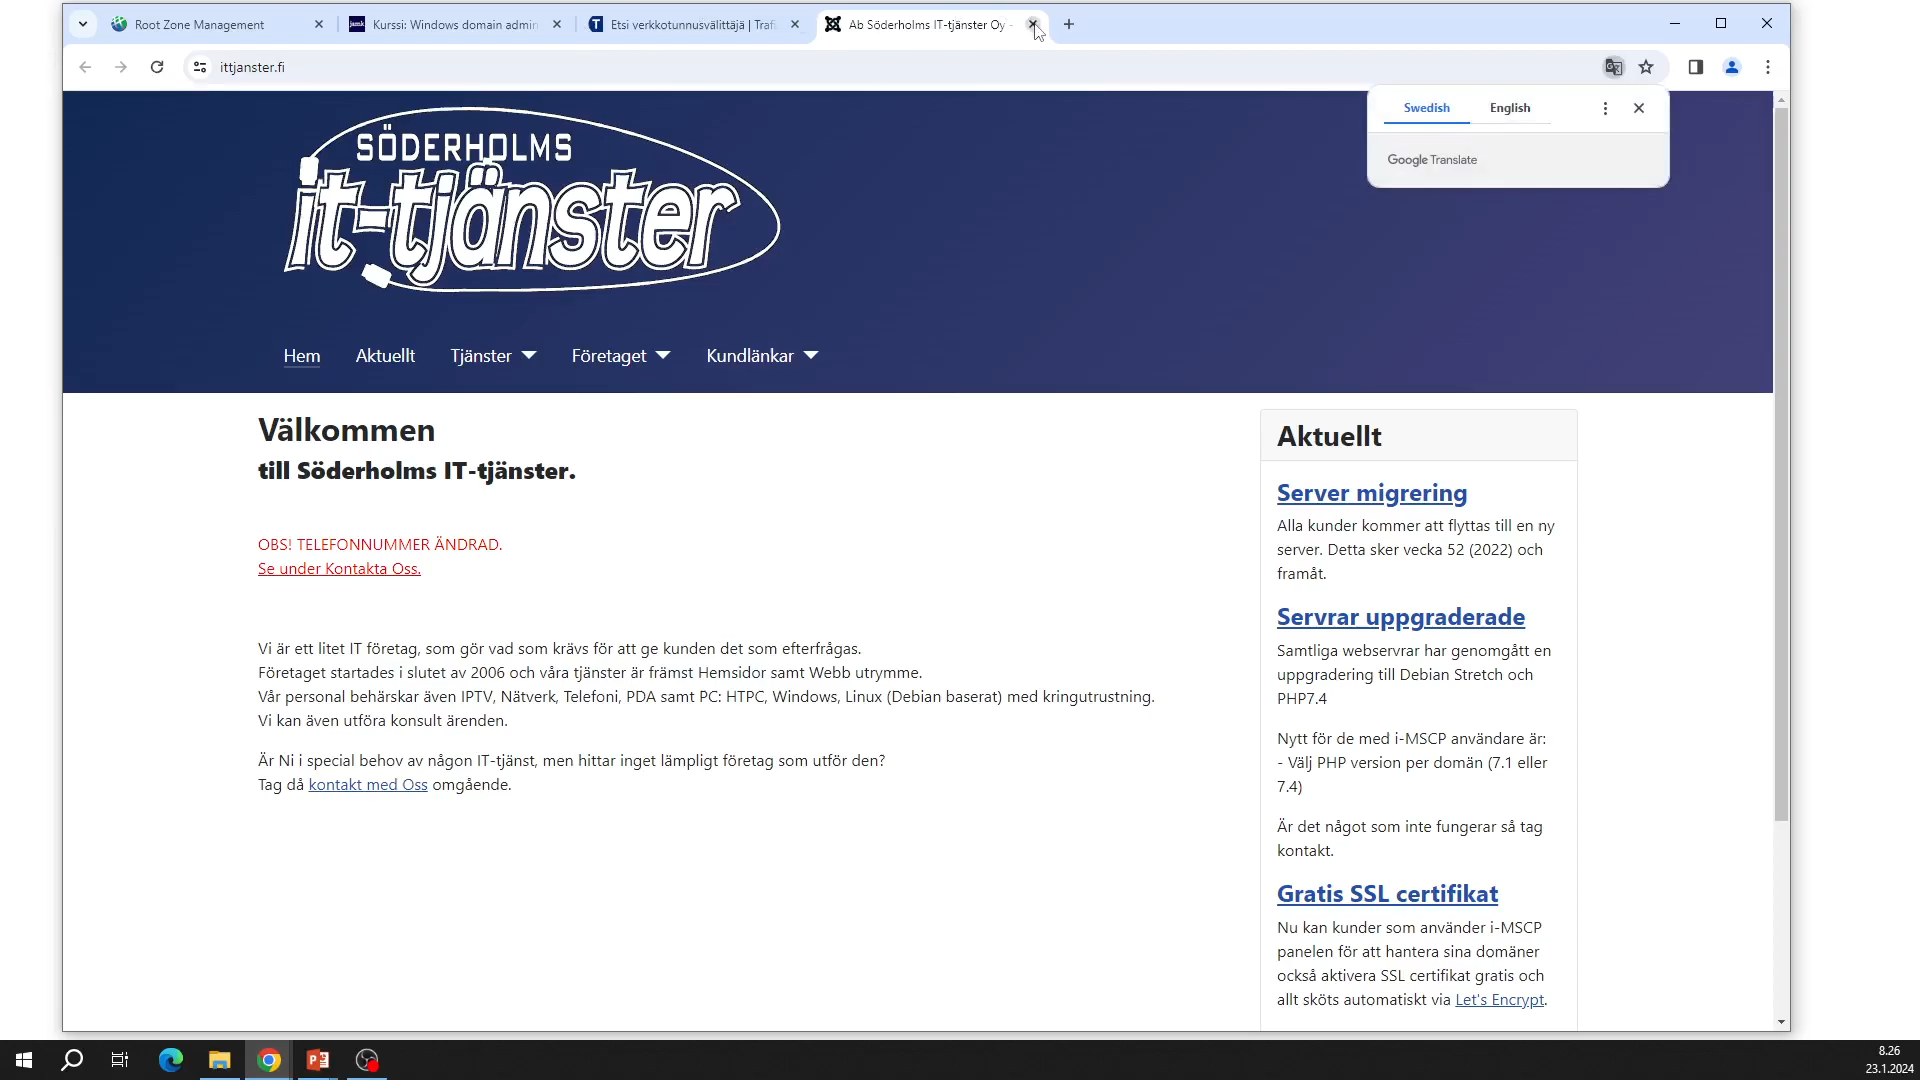 Root Zone Management
Kurssi: Windows domain admin
Etsi verkkotunnusvälittäjä | Traf
Ab Söderholms IT-tjänster Oy -
ittjanster.fi
Swedish
English
Google Translate
SÖDERHOLMS
it-tjänster
Hem
Aktuellt
Tjänster
Företaget
Kundlänkar
Välkommen
till Söderholms IT-tjänster.
OBS! TELEFONNUMMER ÄNDRAD.
Se under Kontakta Oss.
Vi är ett litet IT företag, som gör vad som krävs för att ge kunden det som efterfrågas.
Företaget startades i slutet av 2006 och våra tjänster är främst Hemsidor samt Webb utrymme.
Vår personal behärskar även IPTV, Nätverk, Telefoni, PDA samt PC: HTPC, Windows, Linux (Debian baserat) med kringutrustning.
Vi kan även utföra konsult ärenden.
Är Ni i special behov av någon IT-tjänst, men hittar inget lämpligt företag som utför den?
Tag då kontakt med Oss omgående.
Aktuellt
Server migrering
Alla kunder kommer att flyttas till en ny
server. Detta sker vecka 52 (2022) och
framåt.
Servrar uppgraderade
Samtliga webservrar har genomgått en
uppgradering till Debian Stretch och
PHP7.4
Nytt för de med i-MSCP användare är:
- Välj PHP version per domän (7.1 eller
7.4)
Är det något som inte fungerar så tag
kontakt.
Gratis SSL certifikat
Nu kan kunder som använder i-MSCP
panelen för att hantera sina domäner
också aktivera SSL certifikat gratis och
allt sköts automatiskt via Let's Encrypt.
8.26
23.1.2024